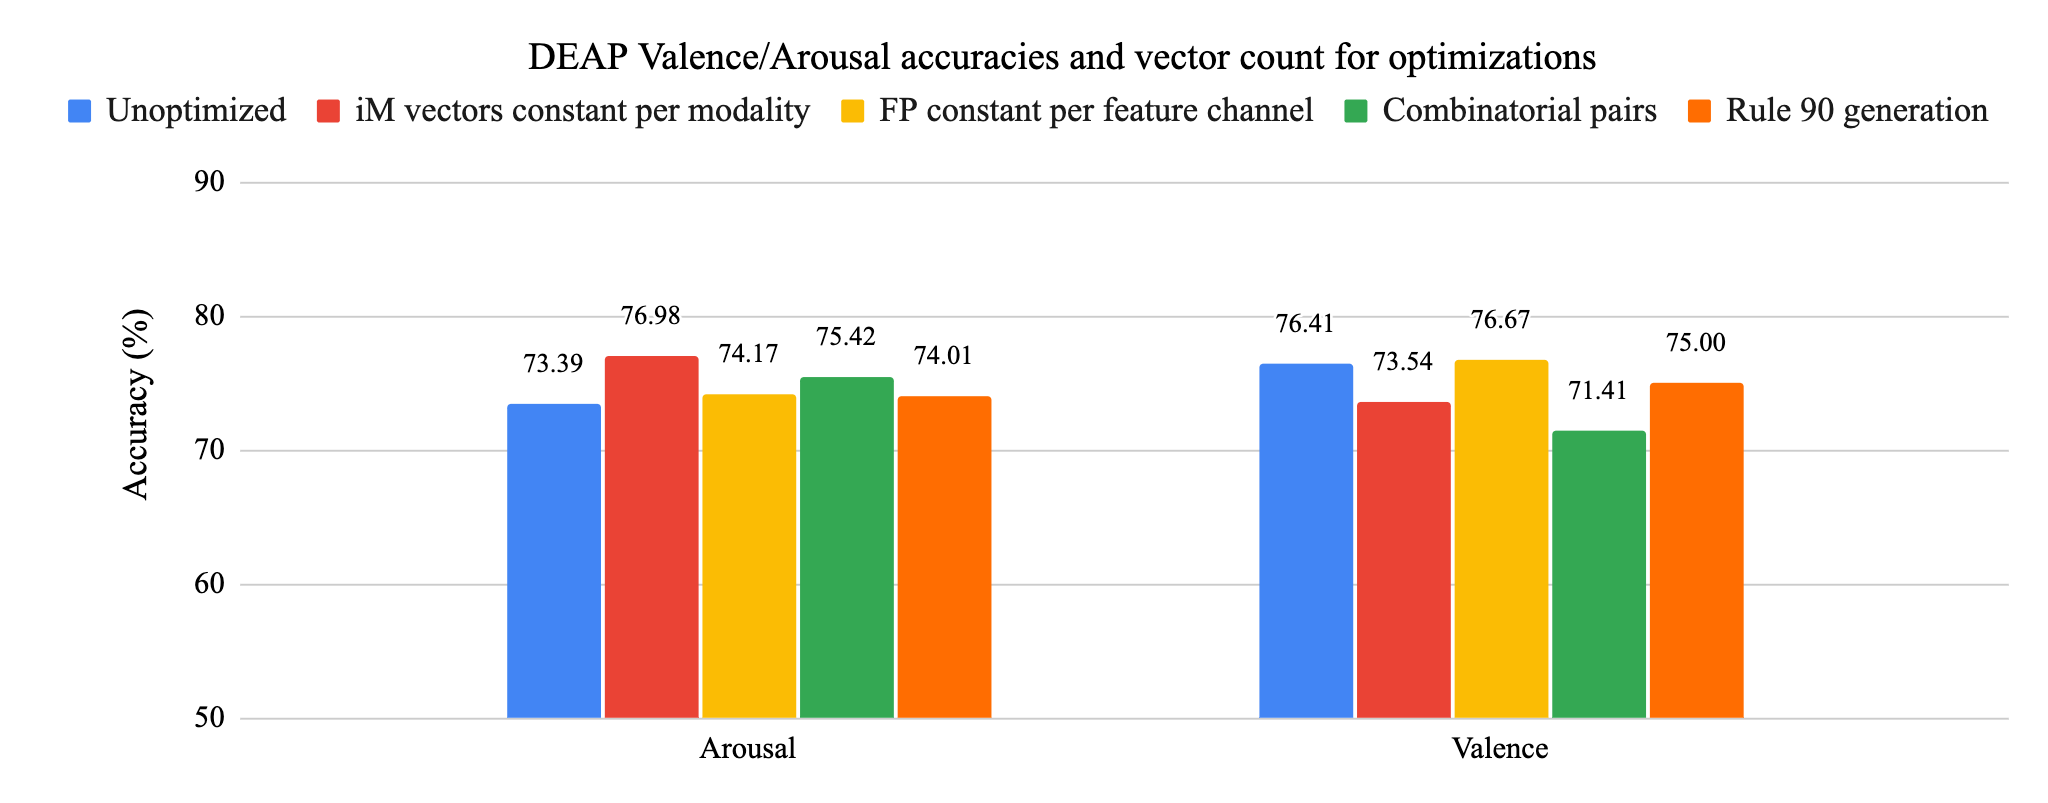 DEAP Valence/Arousal accuracies and vector count for optimizations
Unoptimized iM vectors constant per modality FP constant per feature channel Combinatorial pairs Rule 90 generation
90
80
70
60
50
Accuracy (%)
73.39 76.98 74.17 75.42 74.01
76.41 73.54 76.67 71.41 75.00
Arousal Valence